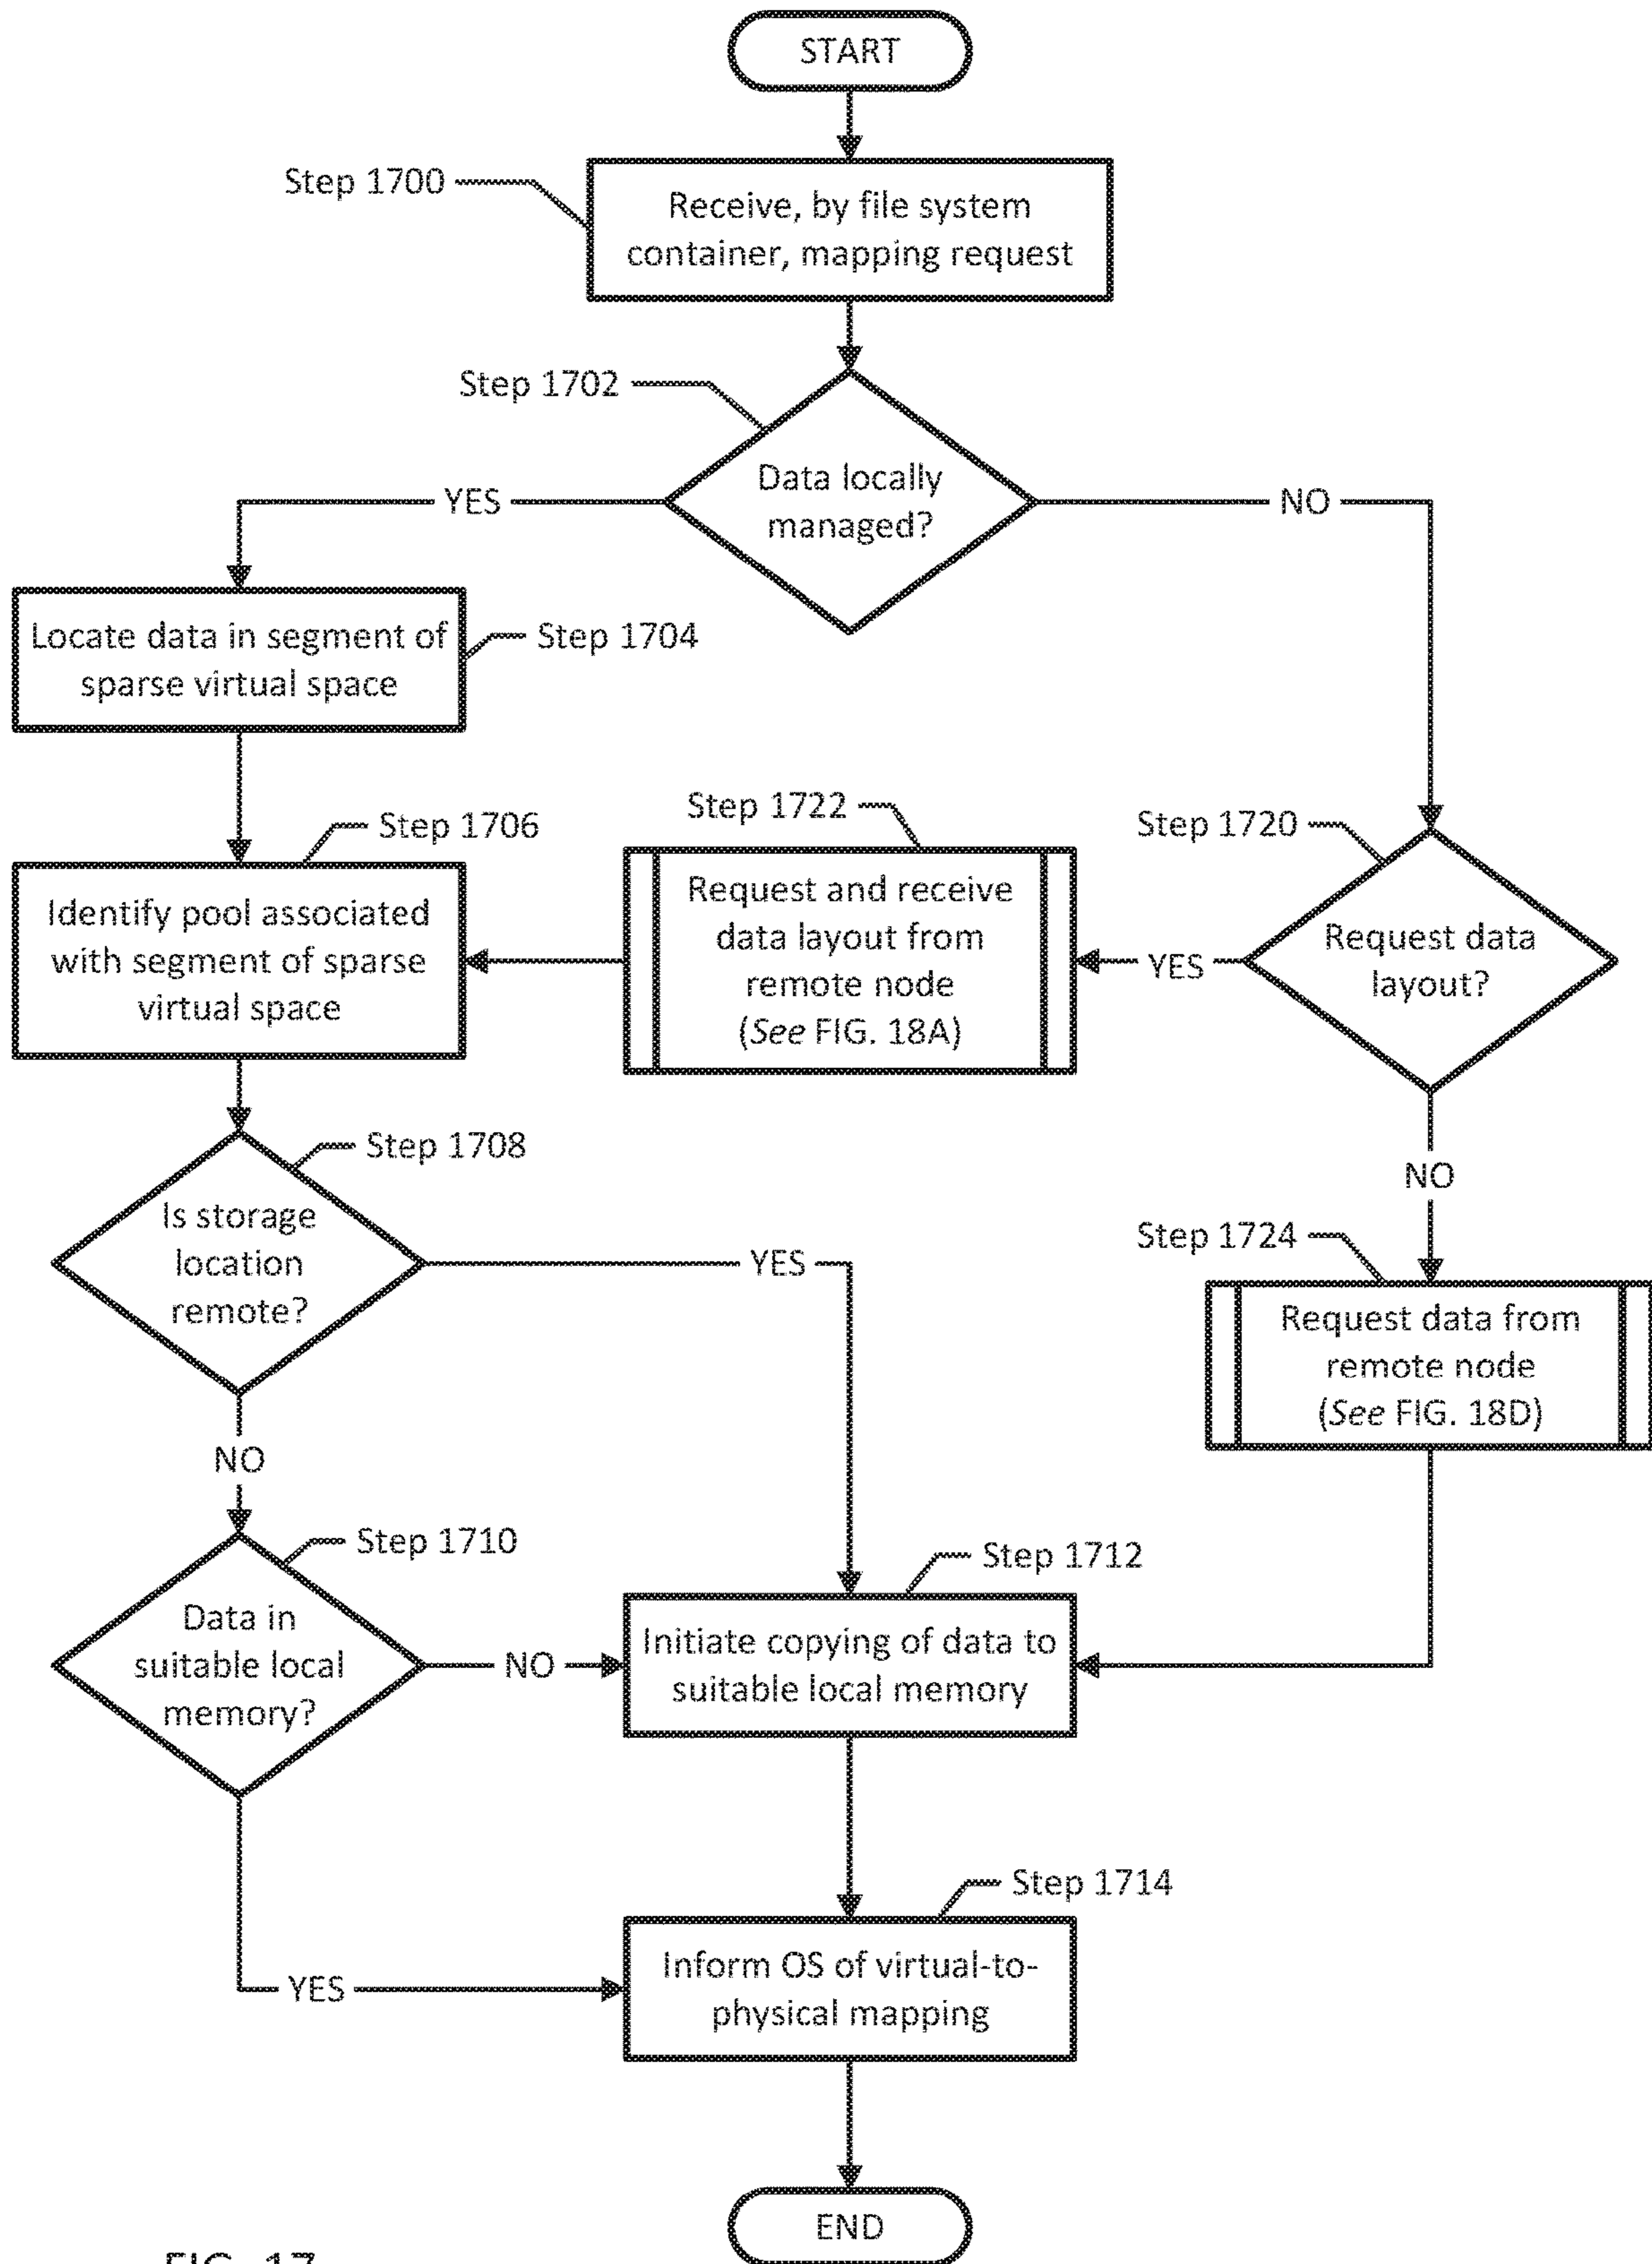 START
Step 1700
Receive, by file system
container, mapping request
Step 1702
Data locally
managed?
YES
NO
Locate data in segment of
sparse virtual space
Step 1704
Step 1706
Identify pool associated
with segment of sparse
virtual space
Step 1722
Request and receive
data layout from
remote node
(See FIG. 18A)
YES
Step 1720
Request data
layout?
NO
Step 1708
Is storage
location
remote?
YES
NO
Step 1724
Request data from
remote node
(See FIG. 18D)
Step 1710
Data in
suitable local
memory?
NO
YES
Step 1712
Initiate copying of data to
suitable local memory
Step 1714
Inform OS of virtual-to-
physical mapping
END
FIG. 17